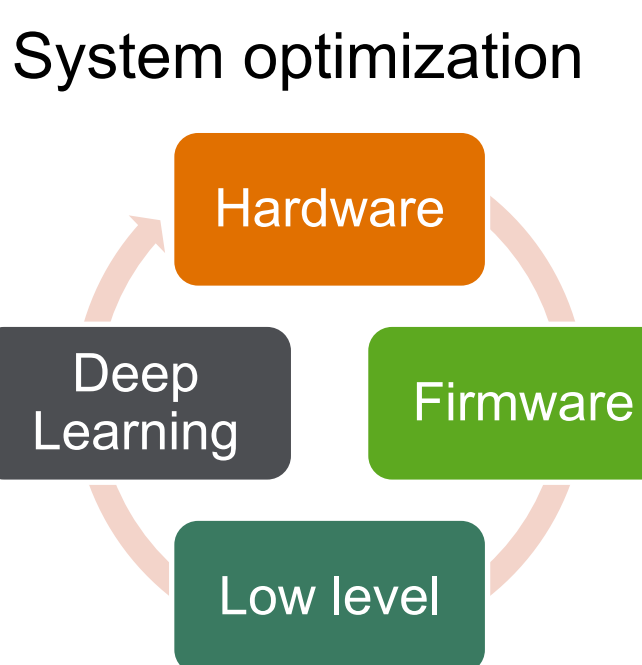 System optimization
Hardware
Deep
Learning
Firmware
Low level